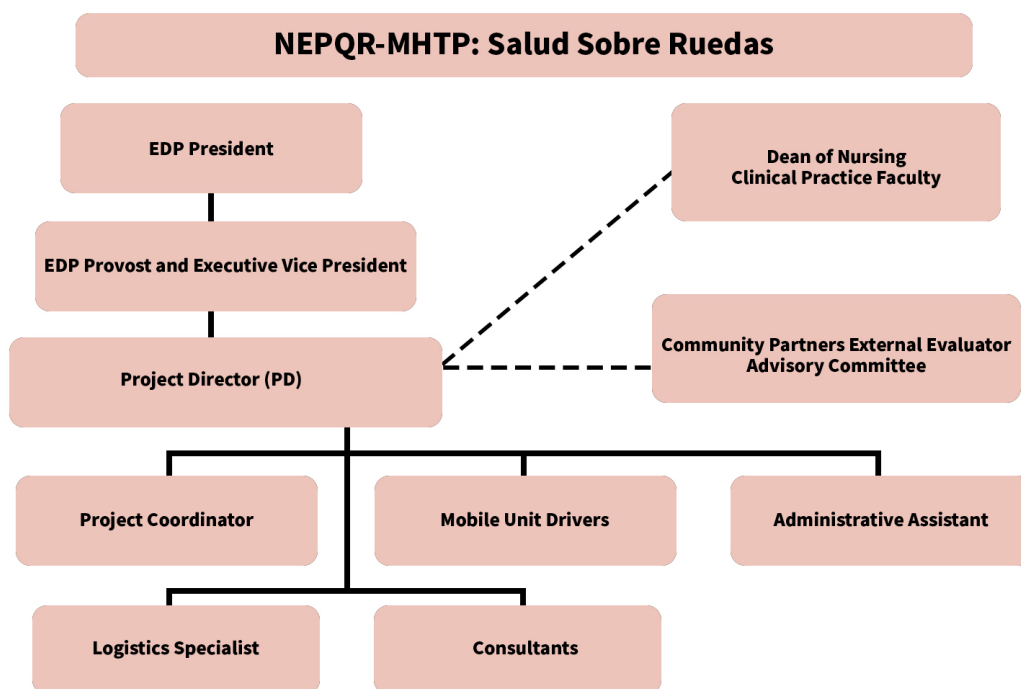 NEPQR-MHTP: Salud Sobre Ruedas
EDP President
Dean of Nursing
Clinical Practice Faculty
EDP Provost and Executive Vice President
Community Partners External Evaluator
Advisory Committee
Project Director (PD)
Project Coordinator
Mobile Unit Drivers
Administrative Assistant
Logistics Specialist
Consultants